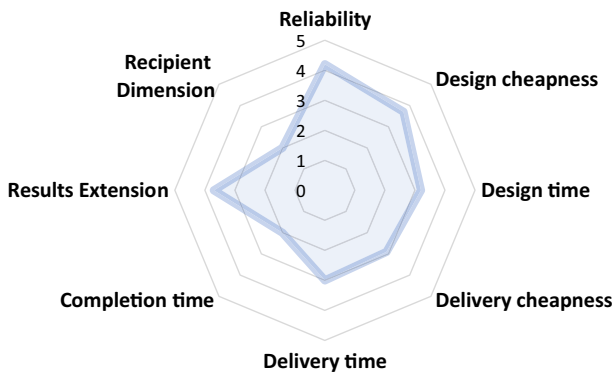 Reliability
5
4
3
2
1
0
Recipient
Dimension
Design cheapness
Results Extension
Design time
Completion time
Delivery cheapness
Delivery time